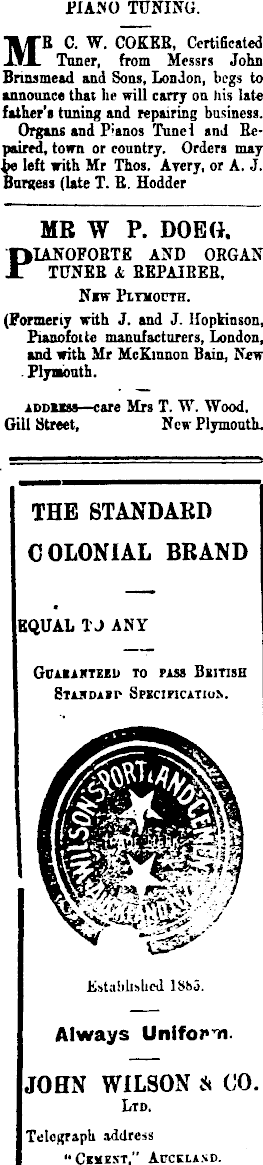 PIANO TUNING.
MR C. W. COKER, Certificated
Tuner, from Messrs John
Brinsmead and Sons, London, begs to
announce that he will carry on his late
father's tuning and repairing business.
Organs and Pianos Tuned and Re-
paired, town or country. Orders may
be left with Mr Thos. Avery, or A. J.
Burgess (late T. R. Hodder
MR W P. DOEG,
PIANOFORTE AND ORGAN
TUNER & REPAIRER,
NEW PLYMOUTH.
(Formerly with J. and J. Hopkinson,
Pianoforte manufacturers, London,
and with Mr McKinnon Bain, New
Plymouth.
ADDRESS—care Mrs T. W. Wood,
Gill Street, New Plymouth.
THE STANDARD
COLONIAL BRAND
EQUAL TO ANY
GUARANTEED TO PASS BRITISH
STANDARD SPECIFICATION.
WILSON'S PORTLAND CEMENT
Established 1885.
Always Uniform.
JOHN WILSON & CO.
LTD.
Telegraph address
"CEMENT," AUCKLAND.